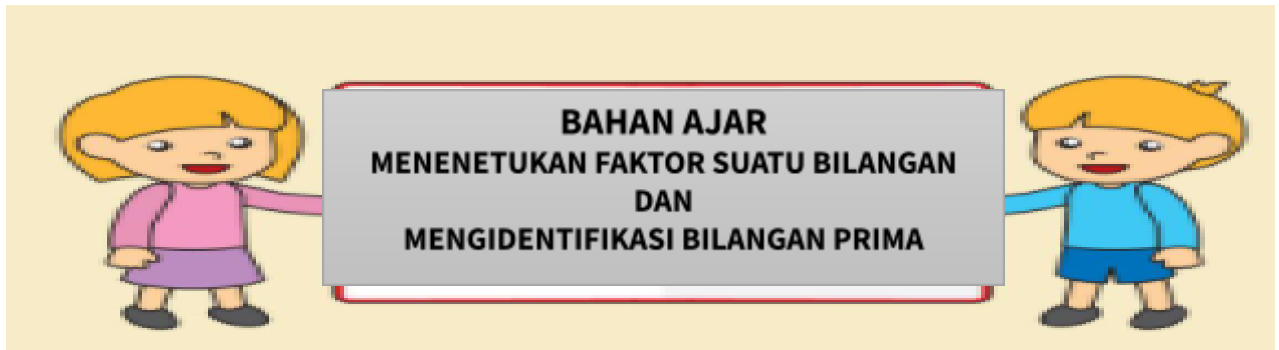 BAHAN AJAR
MENENETUKAN FAKTOR SUATU BILANGAN
DAN
MENGIDENTIFIKASI BILANGAN PRIMA